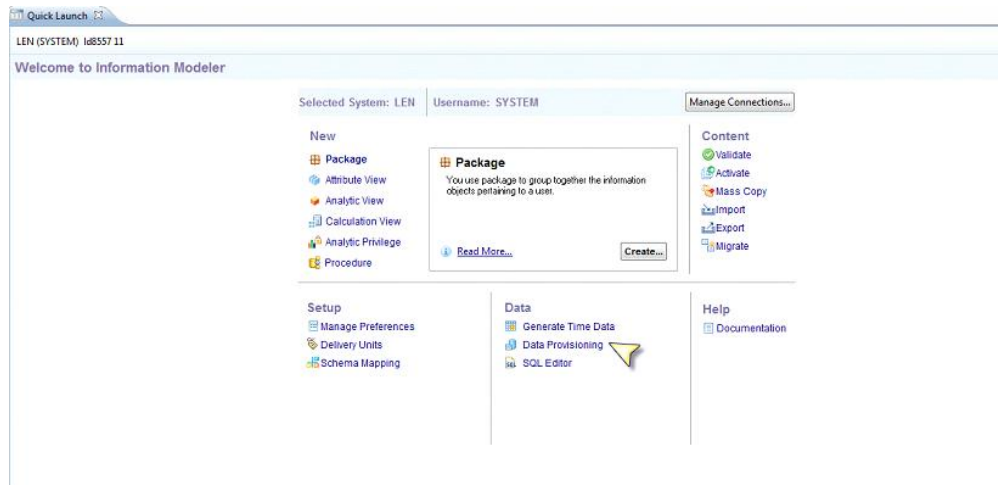 Quick Launch
LEN (SYSTEM) ld8557 11
Welcome to Information Modeler
Selected System: LEN Username: SYSTEM Manage Connections...
New
Package
Attribute View
Analytic View
Calculation View
Analytic Privilege
Procedure
Package
You use package to group together the information
objects pertaining to a user.
Read More... Create...
Content
Validate
Activate
Mass Copy
Import
Export
Migrate
Setup
Manage Preferences
Delivery Units
Schema Mapping
Data
Generate Time Data
Data Provisioning
SQL Editor
Help
Documentation